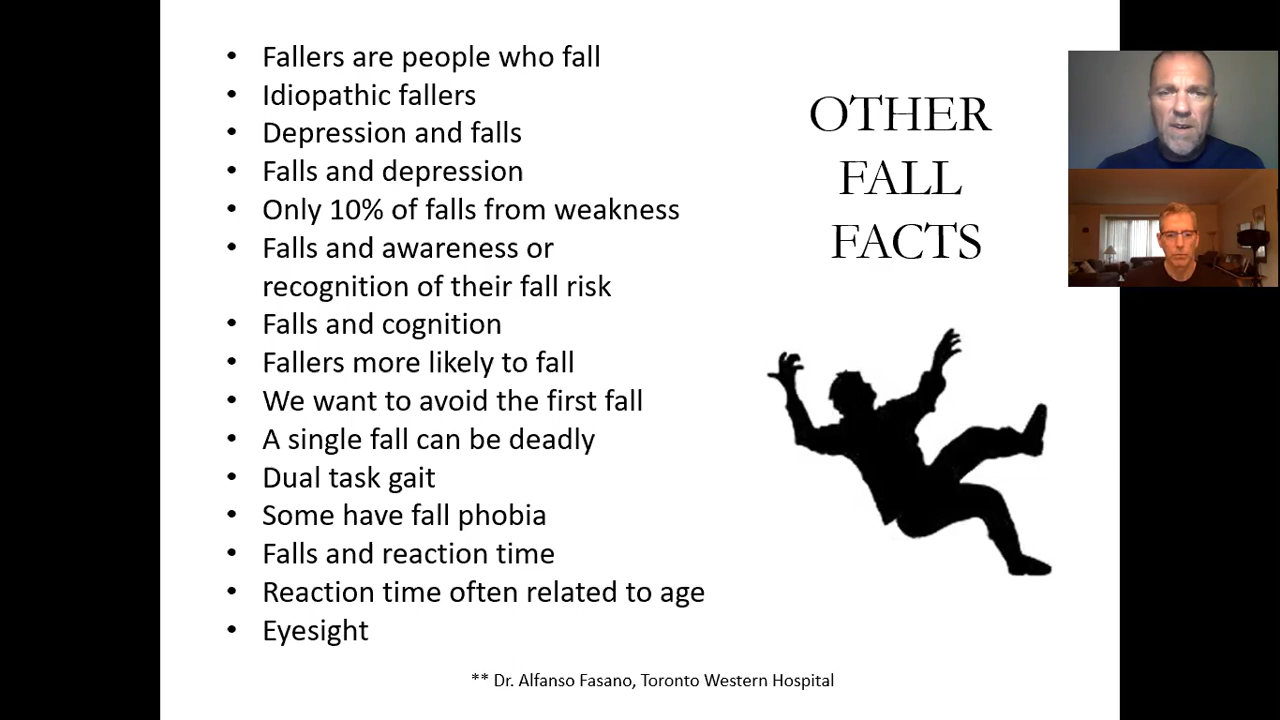 • Fallers are people who fall
• Idiopathic fallers
• Depression and falls
• Falls and depression
• Only 10% of falls from weakness
• Falls and awareness or
recognition of their fall risk
• Falls and cognition
• Fallers more likely to fall
• We want to avoid the first fall
• A single fall can be deadly
• Dual task gait
• Some have fall phobia
• Falls and reaction time
• Reaction time often related to age
• Eyesight
OTHER
FALL
FACTS
** Dr. Alfanso Fasano, Toronto Western Hospital